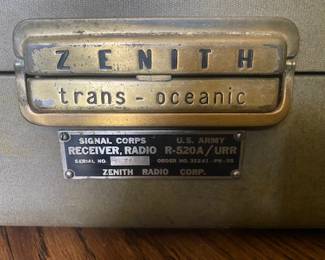 ZENITH
trans-oceanic
SIGNAL CORPS U.S. ARMY
RECEIVER, RADIO R-520A/URR
SERIAL NO. ORDER NO.
ZENITH RADIO CORP.